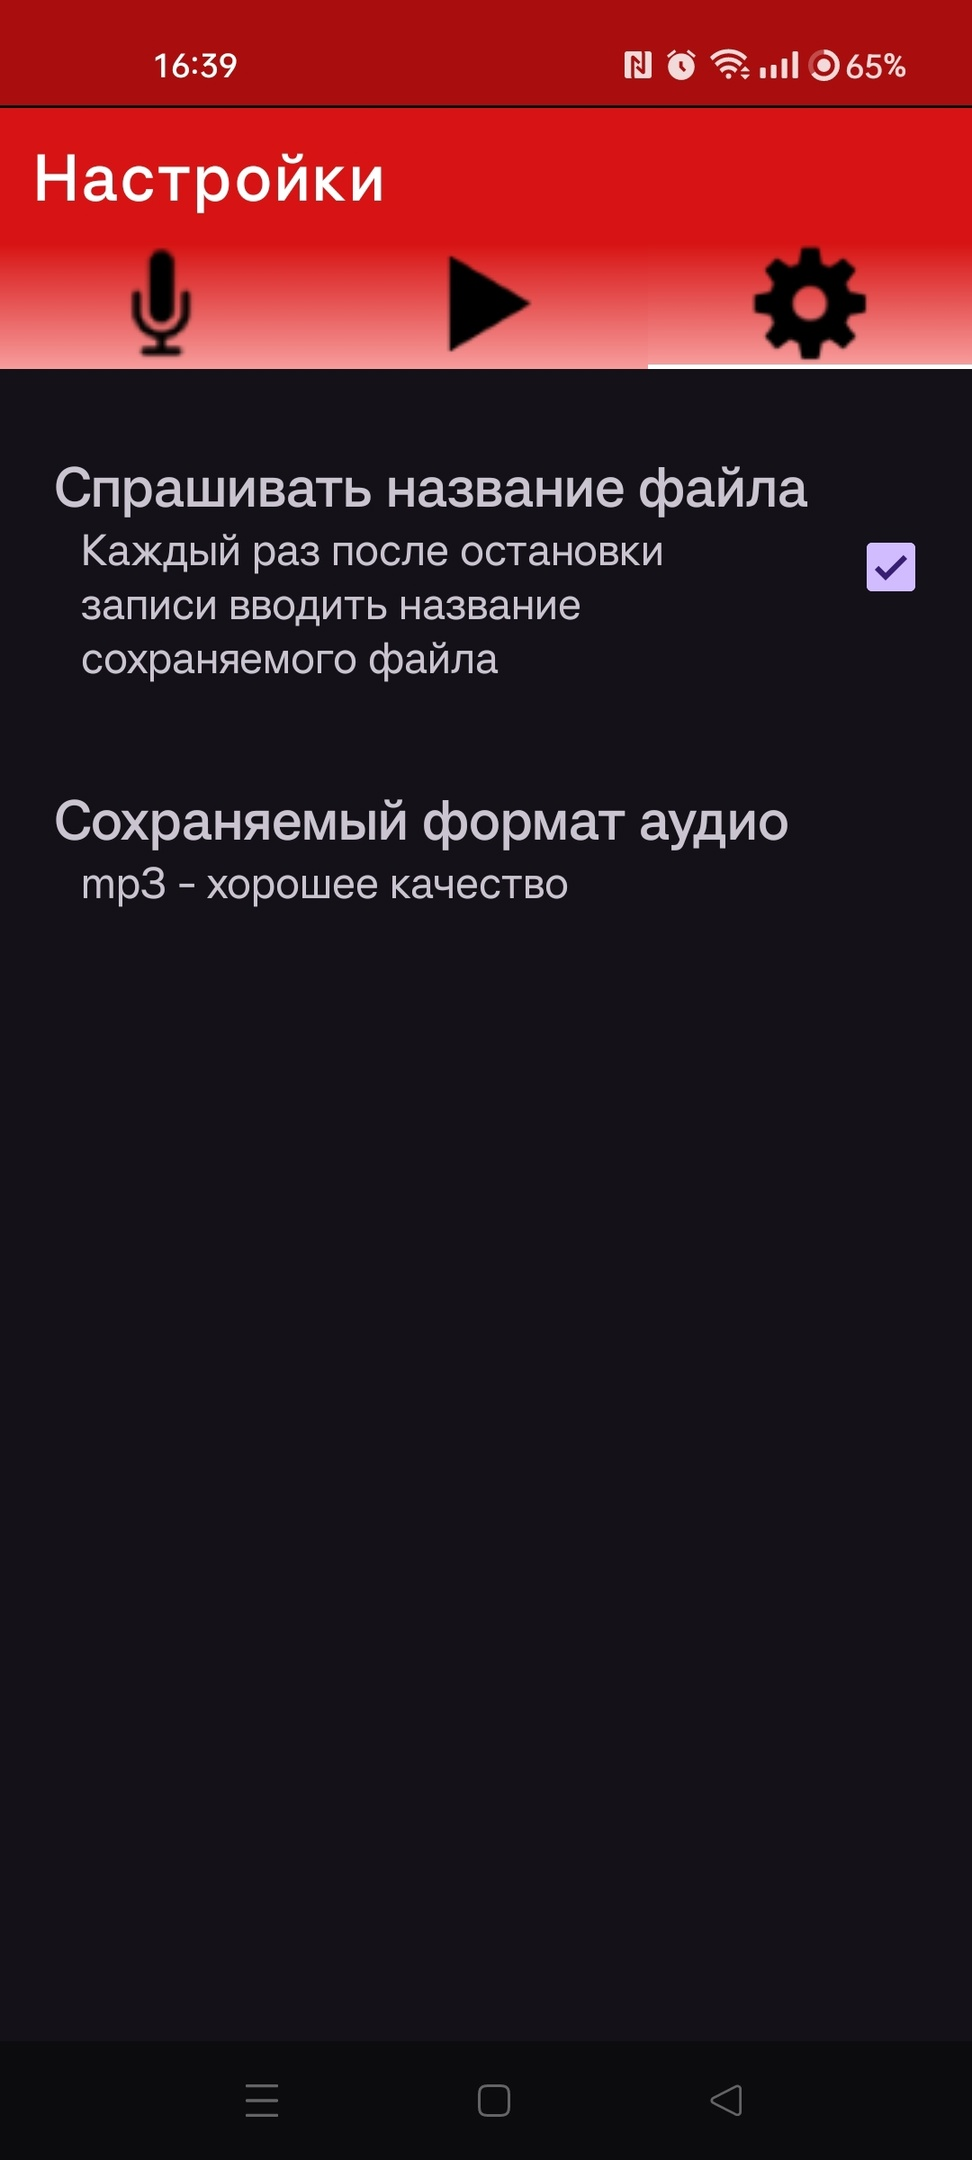 16:39
65%
Настройки
Спрашивать название файла
Каждый раз после остановки
записи вводить название
сохраняемого файла
Сохраняемый формат аудио
mp3 - хорошее качество